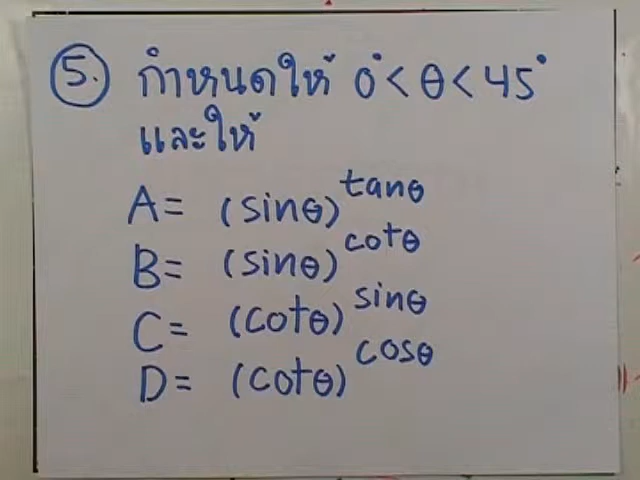 5. กำหนดให้ 0° < θ < 45°
และให้
A = (sinθ)^tanθ
B = (sinθ)^cotθ
C = (cotθ)^sinθ
D = (cotθ)^cosθ